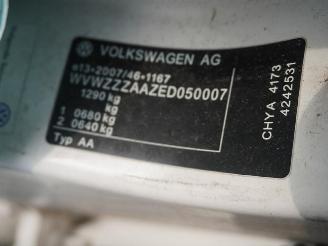 VOLKSWAGEN AG
e13*2007/46*1167
WVWZZZAAZED050007
1290 kg
kg
1 0680 kg
2 0640 kg
Typ AA
CHYA 4173
4242531